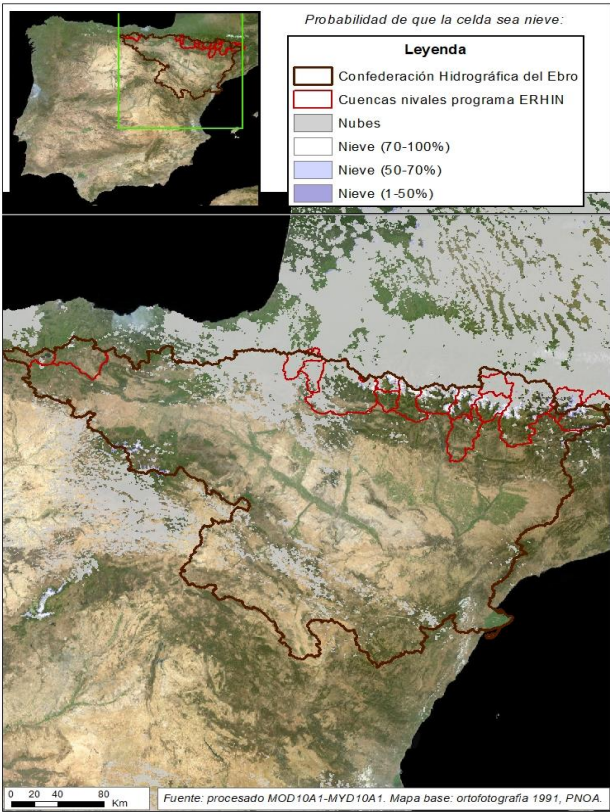 Probabilidad de que la celda sea nieve:
Leyenda
Confederación Hidrográfica del Ebro
Cuencas nivales programa ERHIN
Nubes
Nieve (70-100%)
Nieve (50-70%)
Nieve (1-50%)
0 20 40 80
Km
Fuente: procesado MOD10A1-MYD10A1. Mapa base: ortofotografia 1991, PNOA.